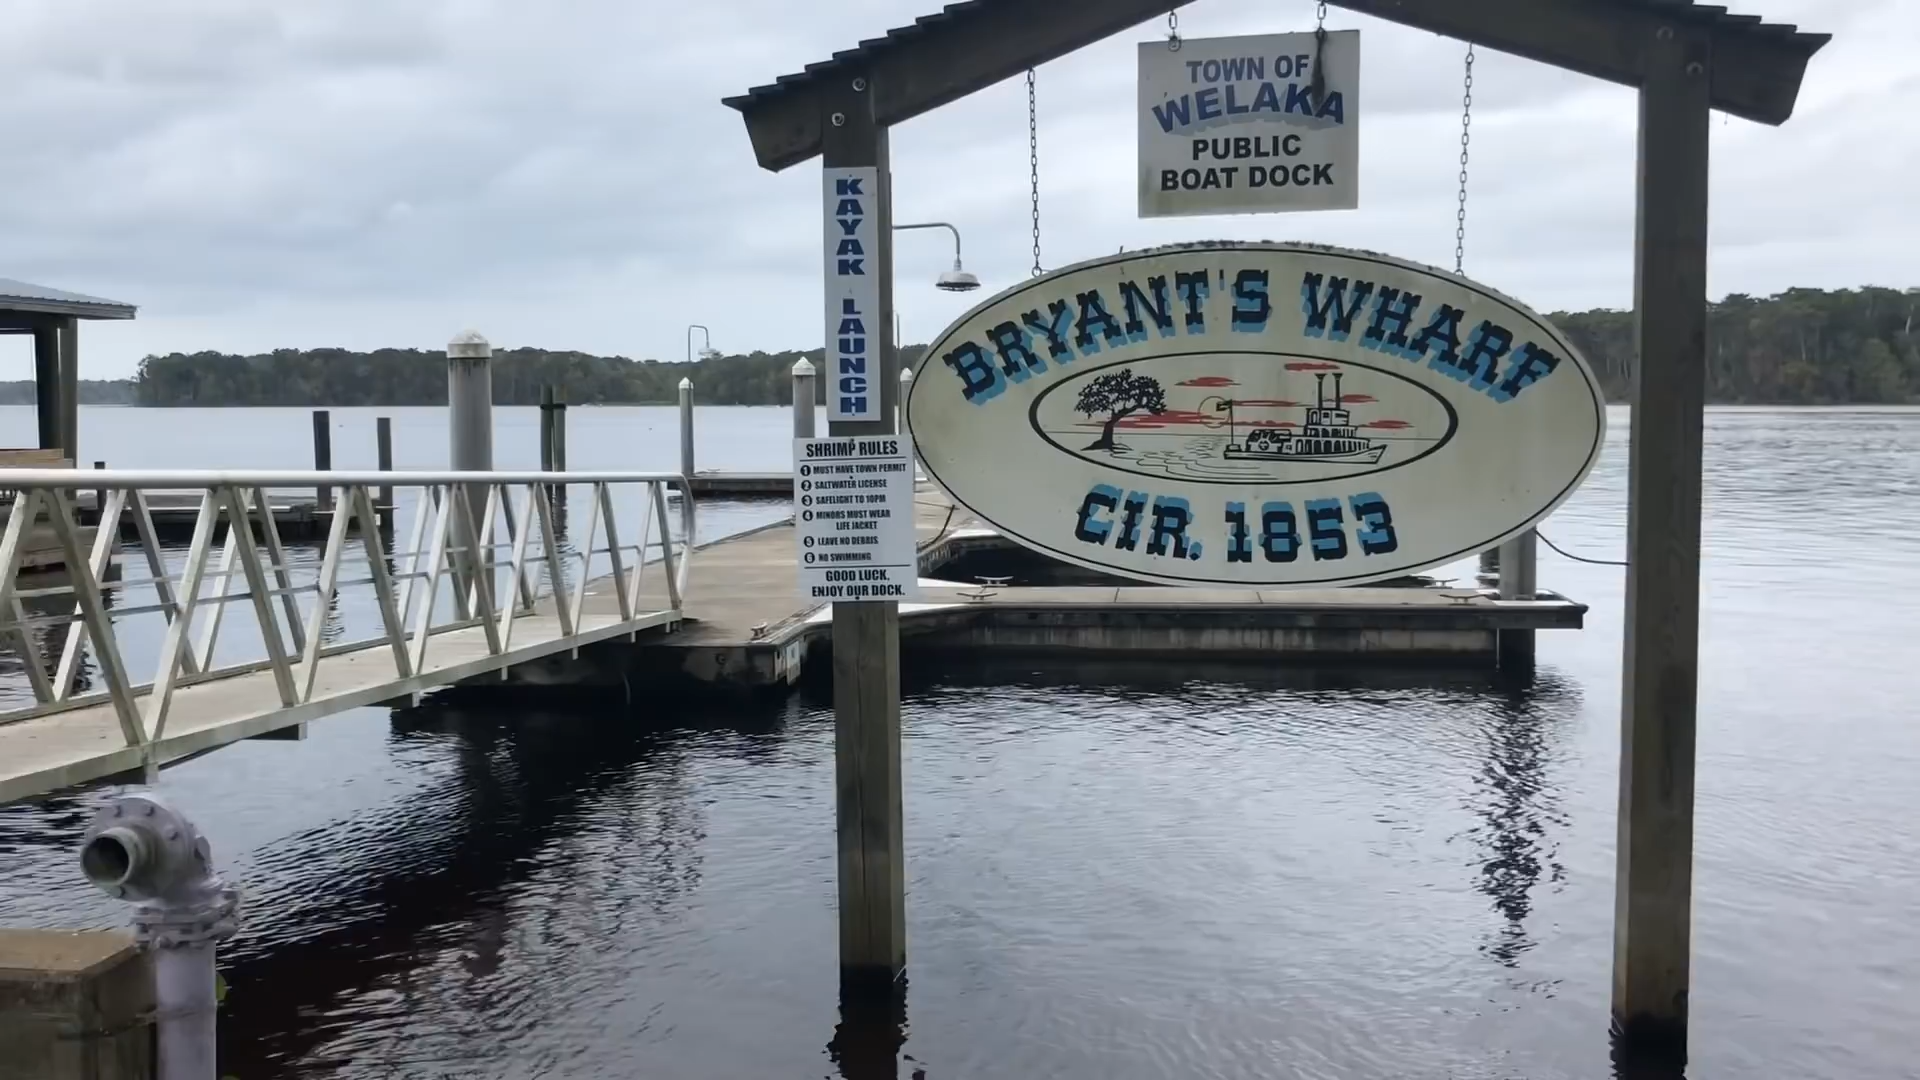 TOWN OF
WELAKA
PUBLIC
BOAT DOCK
KAYAK LAUNCH
BRYANT'S WHARF
CIR. 1853
SHRIMP RULES
1 MUST HAVE TOWN PERMIT
2 SALTWATER LICENSE
3 SAFELIGHT TO 10PM
4 MINORS MUST WEAR
LIFE JACKET
5 LEAVE NO DEBRIS
6 NO SWIMMING
GOOD LUCK.
ENJOY OUR DOCK.